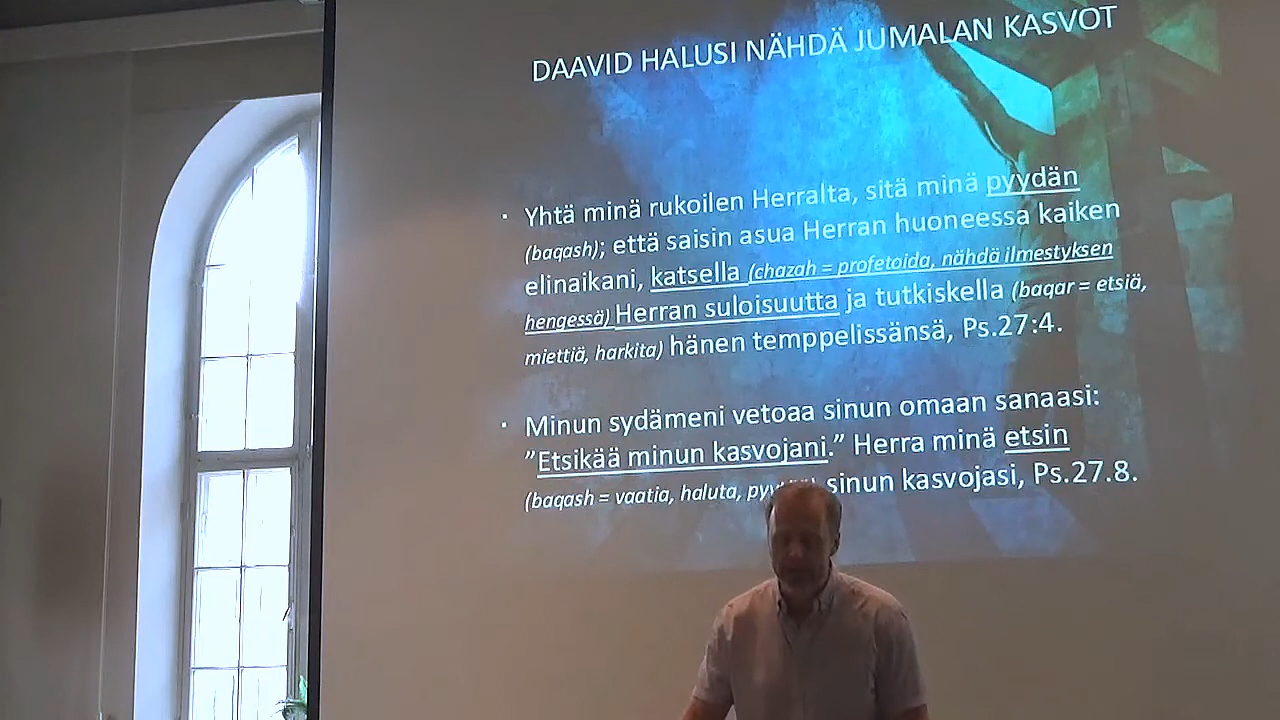 DAAVID HALUSI NÄHDÄ JUMALAN KASVOT
· Yhtä minä rukoilen Herralta, sitä minä pyydän
(baqash); että saisin asua Herran huoneessa kaiken
elinaikani, katsella (chazah = profetoida, nähdä ilmestyksen
hengessä) Herran suloisuutta ja tutkiskella (baqar = etsiä,
miettiä, harkita) hänen temppelissänsä, Ps.27:4.
· Minun sydämeni vetoaa sinun omaan sanaasi:
”Etsikää minun kasvojani.” Herra minä etsin
(baqash = vaatia, haluta, sinun kasvojasi, Ps.27.8.